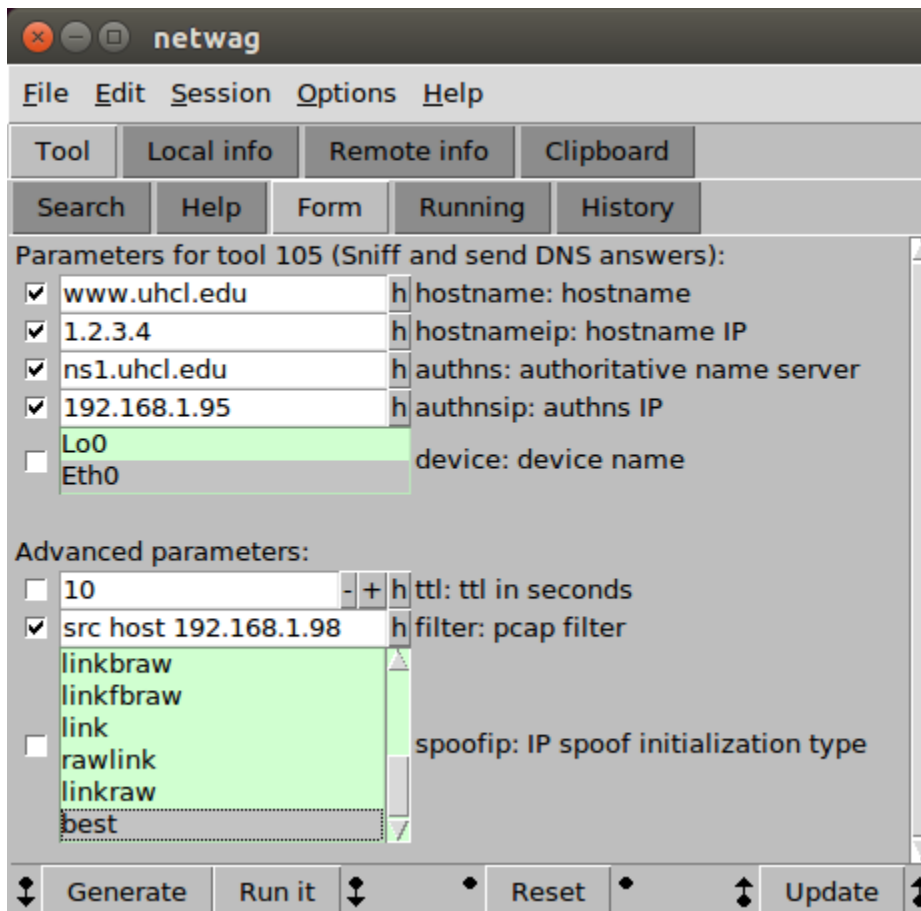 netwag
File Edit Session Options Help
Tool Local info Remote info Clipboard
Search Help Form Running History
Parameters for tool 105 (Sniff and send DNS answers):
www.uhcl.edu h hostname: hostname
1.2.3.4 h hostnameip: hostname IP
ns1.uhcl.edu h authns: authoritative name server
192.168.1.95 h authnsip: authns IP
Lo0
Eth0
device: device name
Advanced parameters:
10 - + h ttl: ttl in seconds
src host 192.168.1.98 h filter: pcap filter
linkbraw
linkfbraw
link
rawlink
linkraw
best
spoofip: IP spoof initialization type
Generate Run it Reset Update